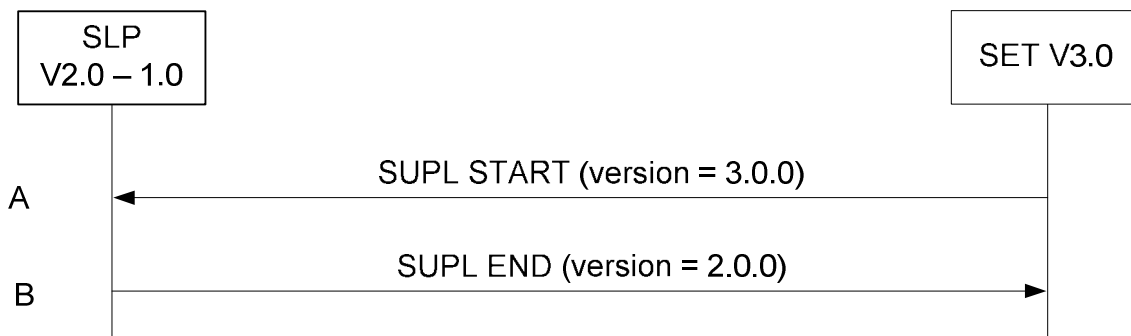 SLP
V2.0 – 1.0
SET V3.0
SUPL START (version = 3.0.0)
A
SUPL END (version = 2.0.0)
B